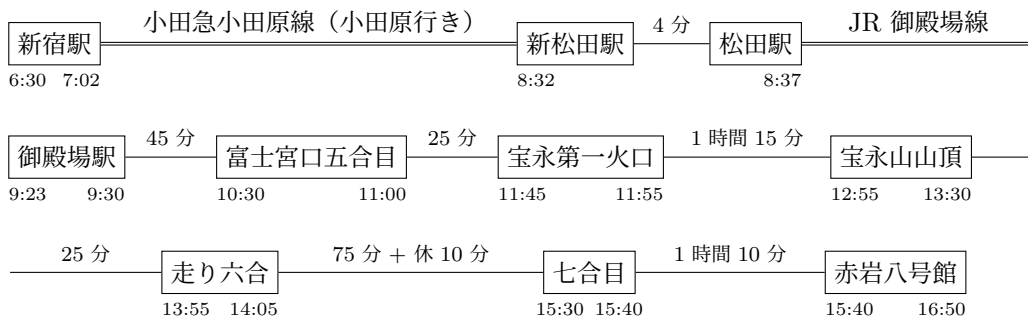 小田急小田原線（小田原行き） 4 分 JR 御殿場線
新宿駅 新松田駅 松田駅
6:30 7:02 8:32 8:37
45 分 25 分 1 時間 15 分
御殿場駅 富士宮口五合目 宝永第一火口 宝永山山頂
9:23 9:30 10:30 11:00 11:45 11:55 12:55 13:30
25 分 75 分 + 休 10 分 1 時間 10 分
走り六合 七合目 赤岩八号館
13:55 14:05 15:30 15:40 15:40 16:50